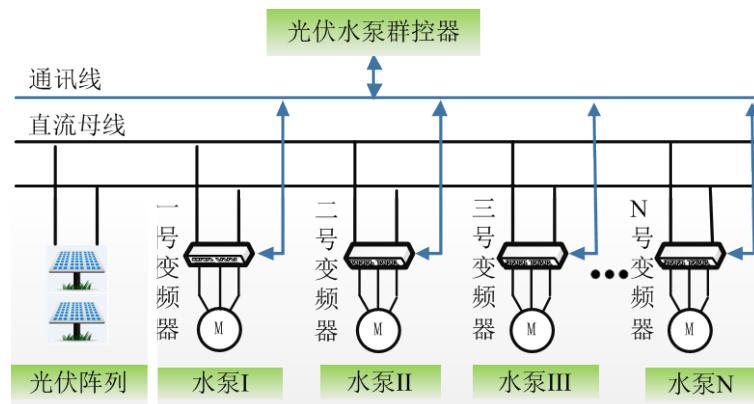 光伏水泵群控器
通讯线
直流母线
一号变频器
二号变频器
三号变频器
N号变频器
M
M
M
M
光伏阵列
水泵I
水泵II
水泵III
水泵N